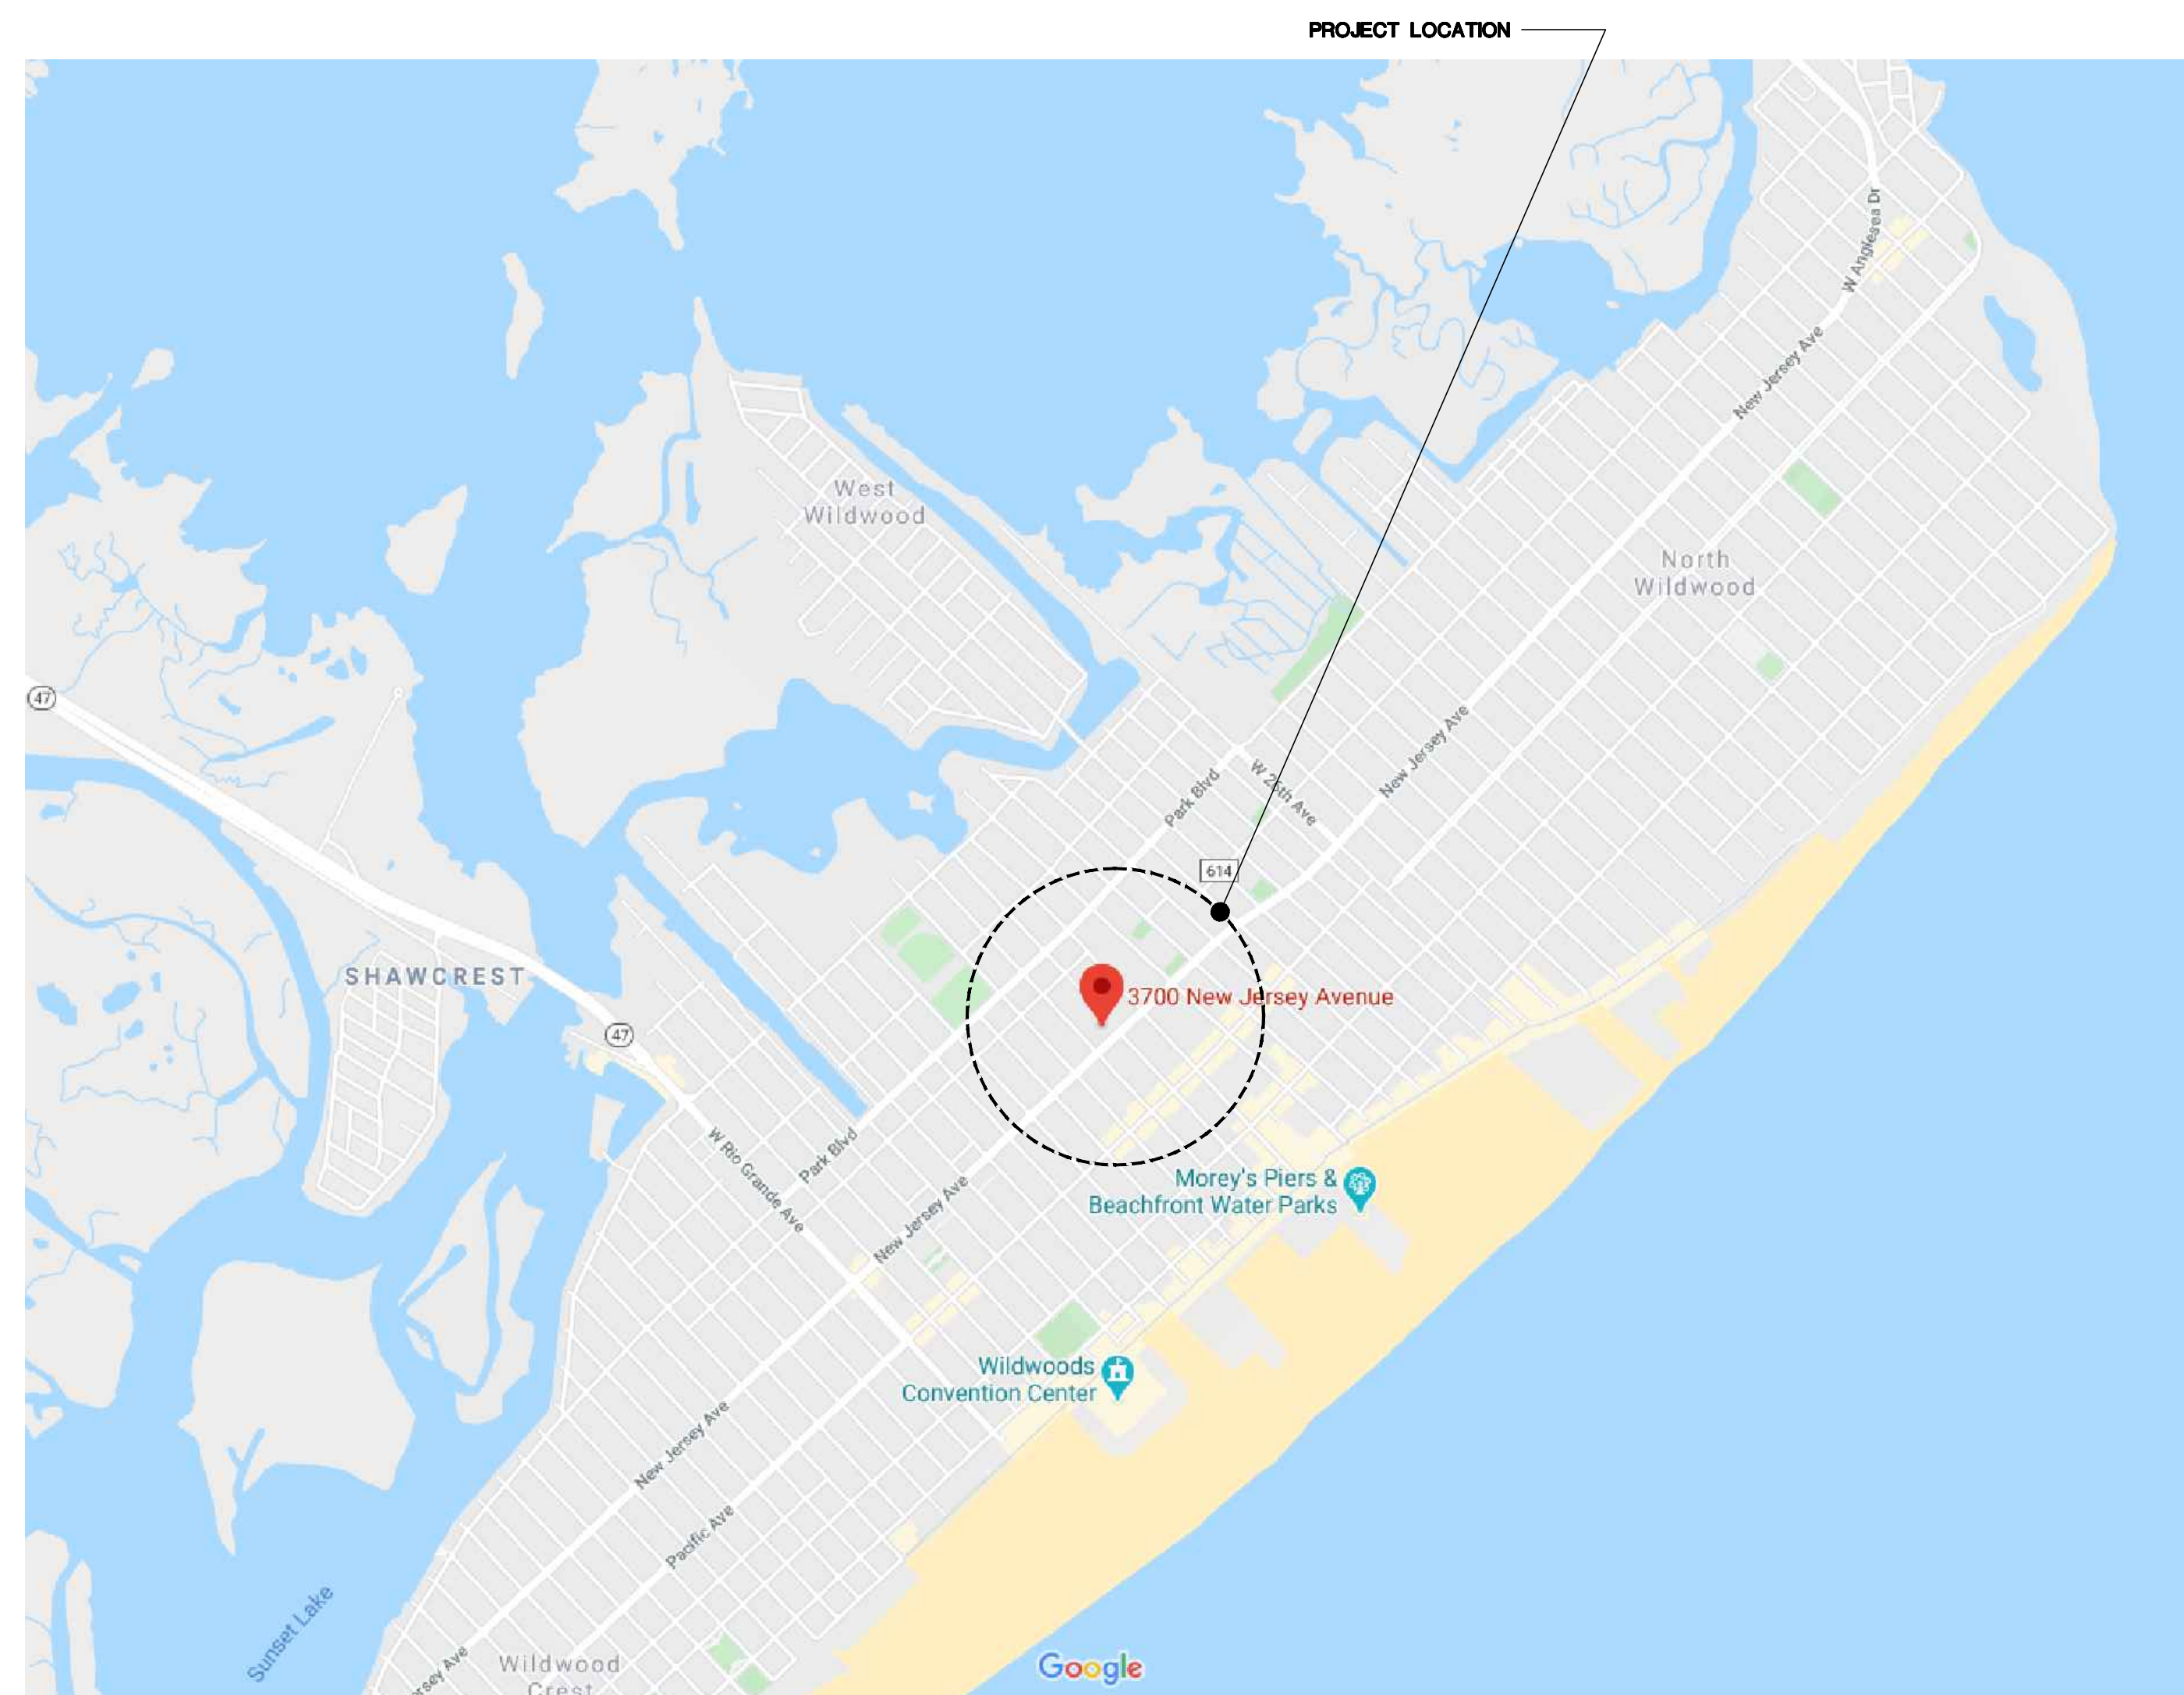 PROJECT LOCATION
W Anglesea Dr
New Jersey Ave
West
Wildwood
North
Wildwood
47
New Jersey Ave
W 26th Ave
Park Blvd
614
SHAWCREST
3700 New Jersey Avenue
47
W Rio Grande Ave
Park Blvd
New Jersey Ave
Morey's Piers &
Beachfront Water Parks
Wildwoods
Convention Center
New Jersey Ave
Pacific Ave
Sunset Lake
rsey Ave
Wildwood
Crest
Google